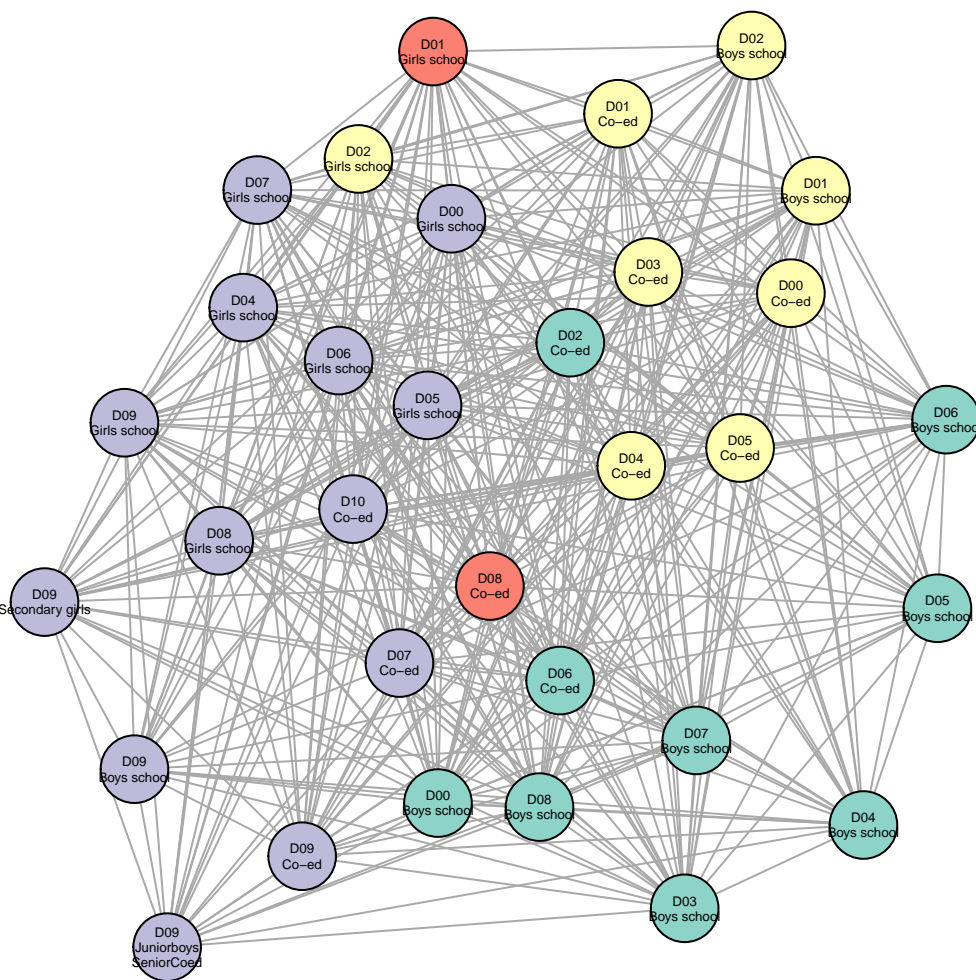 D02
Boys school
D01
Girls school
D01
Co−ed
D02
Girls school
D07
Girls school
D01
Boys school
D00
Girls school
D03
Co−ed
D00
Co−ed
D04
Girls school
D02
Co−ed
D06
Girls school
D05
Girls school
D06
Boys school
D09
Girls school
D05
Co−ed
D04
Co−ed
D10
Co−ed
D08
Girls school
D08
Co−ed
D09
Secondary girls
D05
Boys school
D07
Co−ed
D06
Co−ed
D07
Boys school
D09
Boys school
D00
Boys school
D08
Boys school
D04
Boys school
D09
Co−ed
D03
Boys school
D09
Juniorboys
SeniorCoed